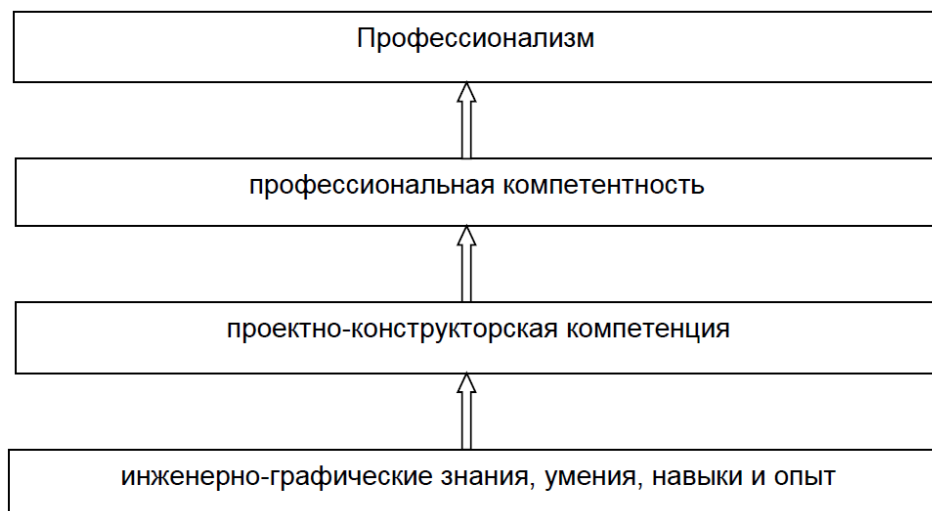 Профессионализм
профессиональная компетентность
проектно-конструкторская компетенция
инженерно-графические знания, умения, навыки и опыт